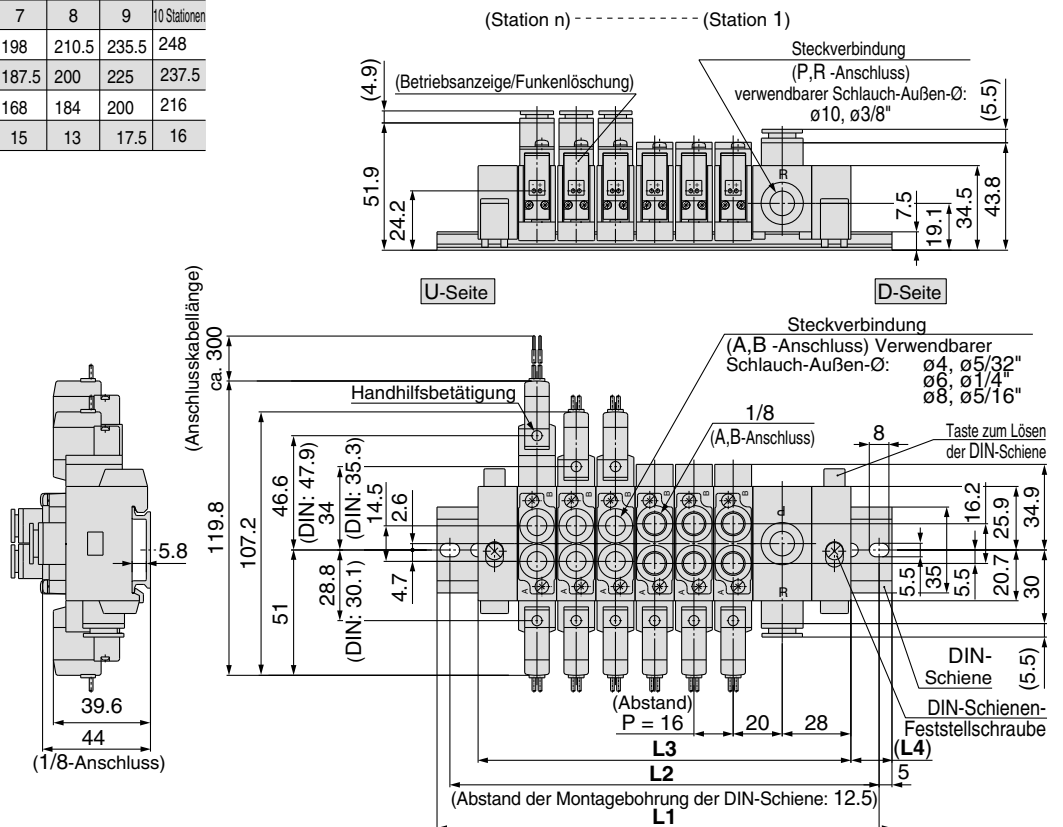 7 8 9 10 Stationen
198 210.5 235.5 248
187.5 200 225 237.5
168 184 200 216
15 13 17.5 16
(Station n) (Station 1)
Steckverbindung
(P,R -Anschluss)
verwendbarer Schlauch-Außen-Ø:
ø10, ø3/8"
(Betriebsanzeige/Funkenlöschung)
(4.9)
51.9
24.2
R
(5.5)
7.5
19.1
34.5
43.8
U-Seite
D-Seite
Steckverbindung
(A,B -Anschluss) Verwendbarer
Schlauch-Außen-Ø: ø4, ø5/32"
ø6, ø1/4"
ø8, ø5/16"
(Anschlusskabellänge)
ca. 300
Handhilfsbetätigung
1/8
(A,B-Anschluss)
8
Taste zum Lösen
der DIN-Schiene
119.8
107.2
46.6
(DIN: 47.9)
34
(DIN: 35.3)
14.5
2.6
51
28.8
(DIN: 30.1)
4.7
B B B B B B
A A A A A A
P
R
16.2
25.9
34.9
5.5
35
5.5
20.7
30
(5.5)
5.8
39.6
44
(1/8-Anschluss)
DIN-
Schiene
DIN-Schienen-
Feststellschraube
(Abstand)
P = 16
20
28
L3
(L4)
L2
5
(Abstand der Montagebohrung der DIN-Schiene: 12.5)
L1